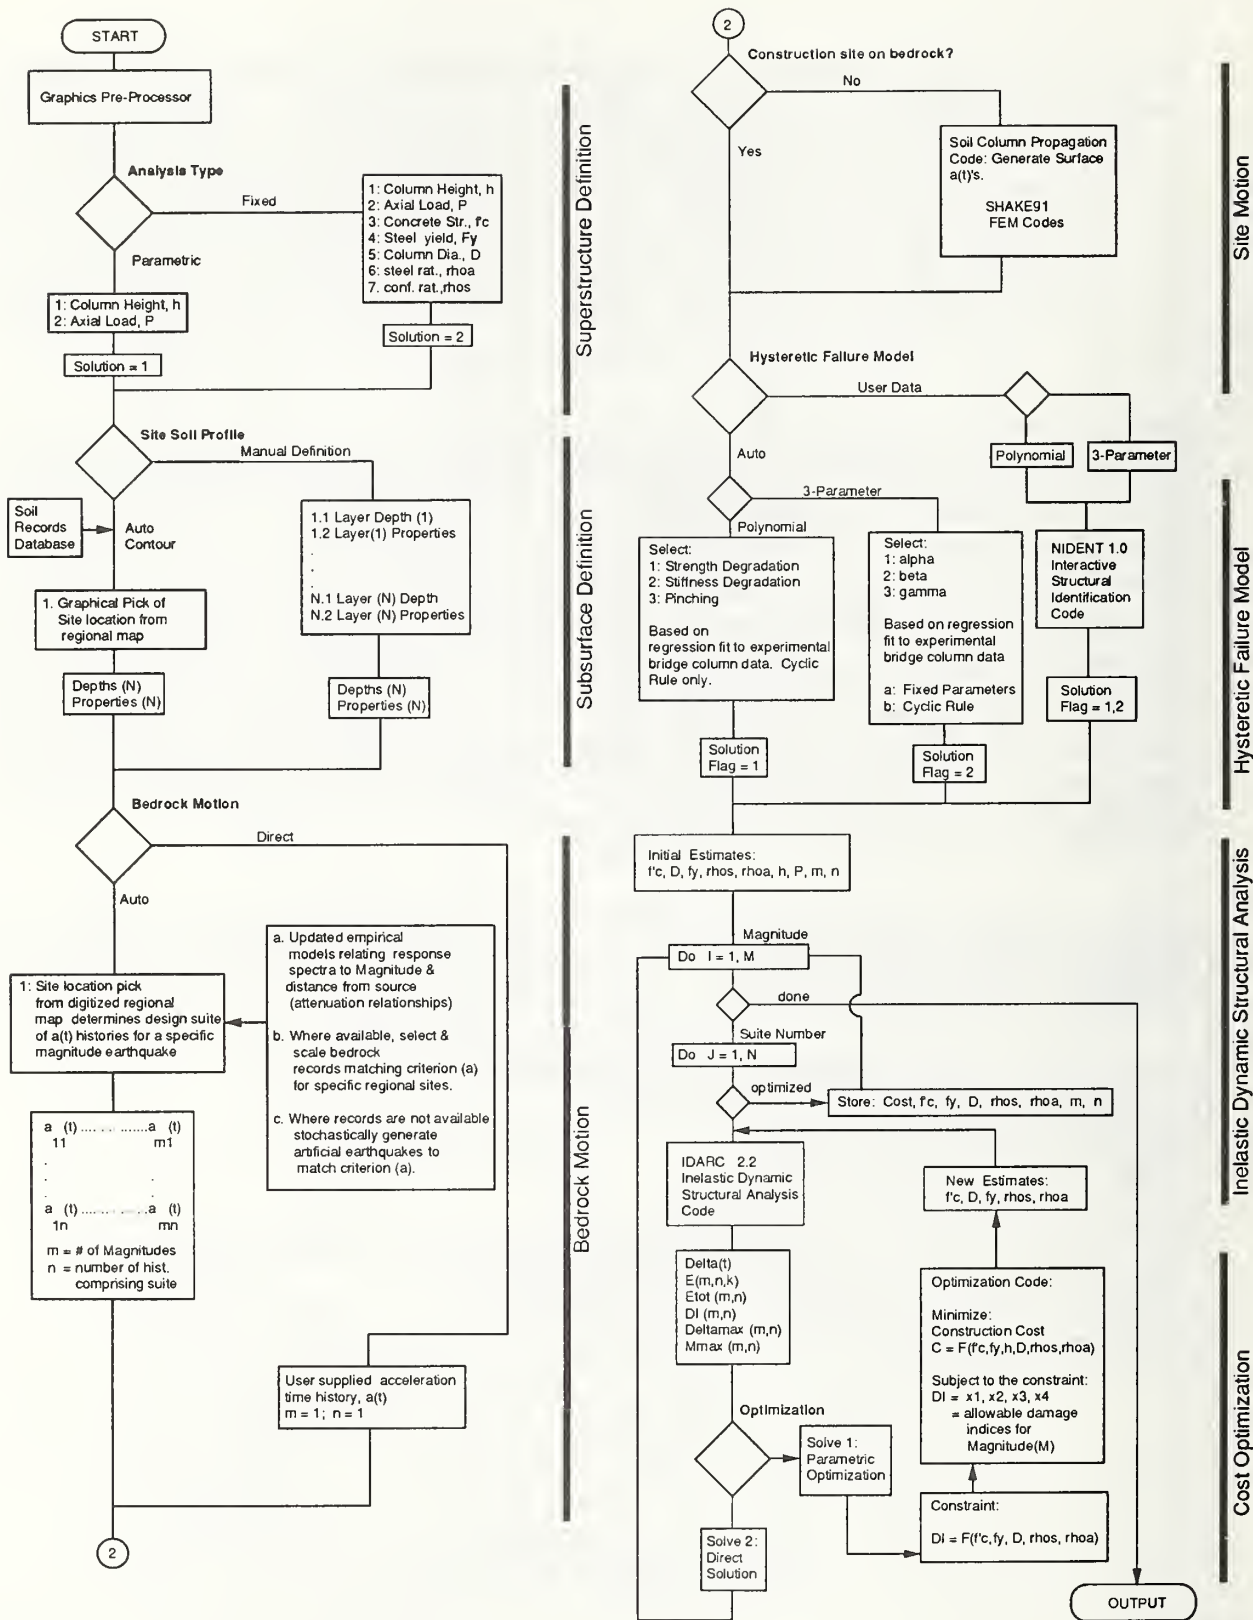 START
Graphics Pre-Processor
Analysis Type
Fixed
Parametric
1: Column Height, h
2: Axial Load, P
3: Concrete Str., f'c
4: Steel yield, Fy
5: Column Dia., D
6: steel rat., rhoa
7. conf. rat.,rhos
1: Column Height, h
2: Axial Load, P
Solution = 1
Solution = 2
Superstructure Definition
Site Soil Profile
Manual Definition
Soil
Records
Database
Auto
Contour
1.1 Layer Depth (1)
1.2 Layer(1) Properties
.
.
.
N.1 Layer (N) Depth
N.2 Layer (N) Properties
1. Graphical Pick of
Site location from
regional map
Depths (N)
Properties (N)
Depths (N)
Properties (N)
Subsurface Definition
Bedrock Motion
Direct
Auto
1: Site location pick
from digitized regional
map determines design suite
of a(t) histories for a specific
magnitude earthquake
a. Updated empirical
models relating response
spectra to Magnitude &
distance from source
(attenuation relationships)
b. Where available, select &
scale bedrock
records matching criterion (a)
for specific regional sites.
c. Where records are not available
stochastically generate
artificial earthquakes to
match criterion (a).
a (t)..............a (t)
11 m1
. .
. .
. .
a (t)..............a (t)
1n mn
m = # of Magnitudes
n = number of hist.
comprising suite
User supplied acceleration
time history, a(t)
m = 1; n = 1
2
Bedrock Motion
2
Construction site on bedrock?
No
Yes
Soil Column Propagation
Code: Generate Surface
a(t)'s.
SHAKE91
FEM Codes
Site Motion
Hysteretic Failure Model
User Data
Auto
Polynomial
3-Parameter
3-Parameter
Polynomial
Select:
1: Strength Degradation
2: Stiffness Degradation
3: Pinching
Based on
regression fit to experimental
bridge column data. Cyclic
Rule only.
Select:
1: alpha
2: beta
3: gamma
Based on regression
fit to experimental
bridge column data
a: Fixed Parameters
b: Cyclic Rule
NIDENT 1.0
Interactive
Structural
Identification
Code
Solution
Flag = 1
Solution
Flag = 2
Solution
Flag = 1,2
Hysteretic Failure Model
Initial Estimates:
f'c, D, fy, rhos, rhoa, h, P, m, n
Magnitude
Do I = 1, M
done
Suite Number
Do J = 1, N
optimized
Store: Cost, f'c, fy, D, rhos, rhoa, m, n
IDARC 2.2
Inelastic Dynamic
Structural Analysis
Code
New Estimates:
f'c, D, fy, rhos, rhoa
Inelastic Dynamic Structural Analysis
Delta(t)
E(m,n,k)
Etot (m,n)
DI (m,n)
Deltamax (m,n)
Mmax (m,n)
Optimization Code:
Minimize:
Construction Cost
C = F(f'c,fy,h,D,rhos,rhoa)
Subject to the constraint:
DI = x1, x2, x3, x4
= allowable damage
indices for
Magnitude(M)
Optimization
Solve 1:
Parametric
Optimization
Constraint:
DI = F(f'c,fy, D, rhos, rhoa)
Solve 2:
Direct
Solution
OUTPUT
Cost Optimization